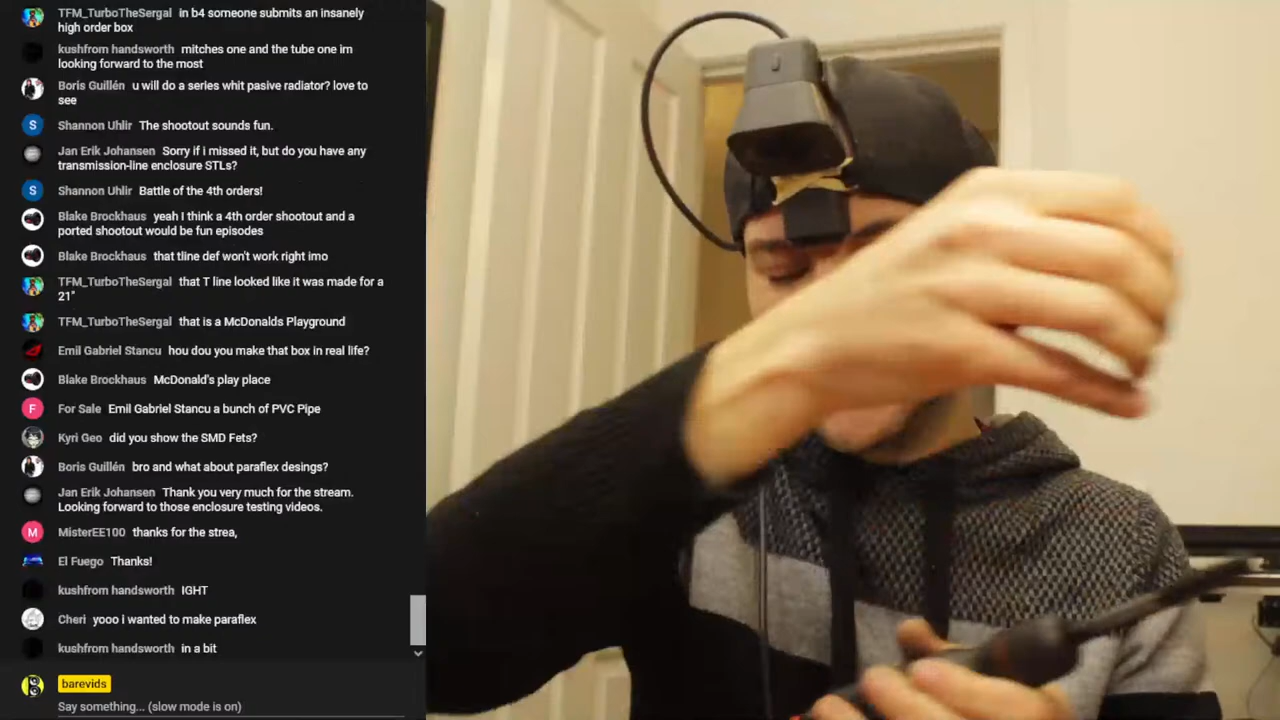 TFM_TurboTheSergal in b4 someone submits an insanely
high order box
kushfrom handsworth mitches one and the tube one im
looking forward to the most
Boris Guillén u will do a series whit pasive radiator? love to
see
S Shannon Uhlir The shootout sounds fun.
Jan Erik Johansen Sorry if i missed it, but do you have any
transmission-line enclosure STLs?
S Shannon Uhlir Battle of the 4th orders!
Blake Brockhaus yeah I think a 4th order shootout and a
ported shootout would be fun episodes
Blake Brockhaus that tline def won't work right imo
TFM_TurboTheSergal that T line looked like it was made for a
21"
TFM_TurboTheSergal that is a McDonalds Playground
Emil Gabriel Stancu hou dou you make that box in real life?
Blake Brockhaus McDonald's play place
F For Sale Emil Gabriel Stancu a bunch of PVC Pipe
Kyri Geo did you show the SMD Fets?
Boris Guillén bro and what about paraflex desings?
Jan Erik Johansen Thank you very much for the stream.
Looking forward to those enclosure testing videos.
M MisterEE100 thanks for the strea,
El Fuego Thanks!
kushfrom handsworth IGHT
Cheri yooo i wanted to make paraflex
kushfrom handsworth in a bit
barevids
Say something... (slow mode is on)